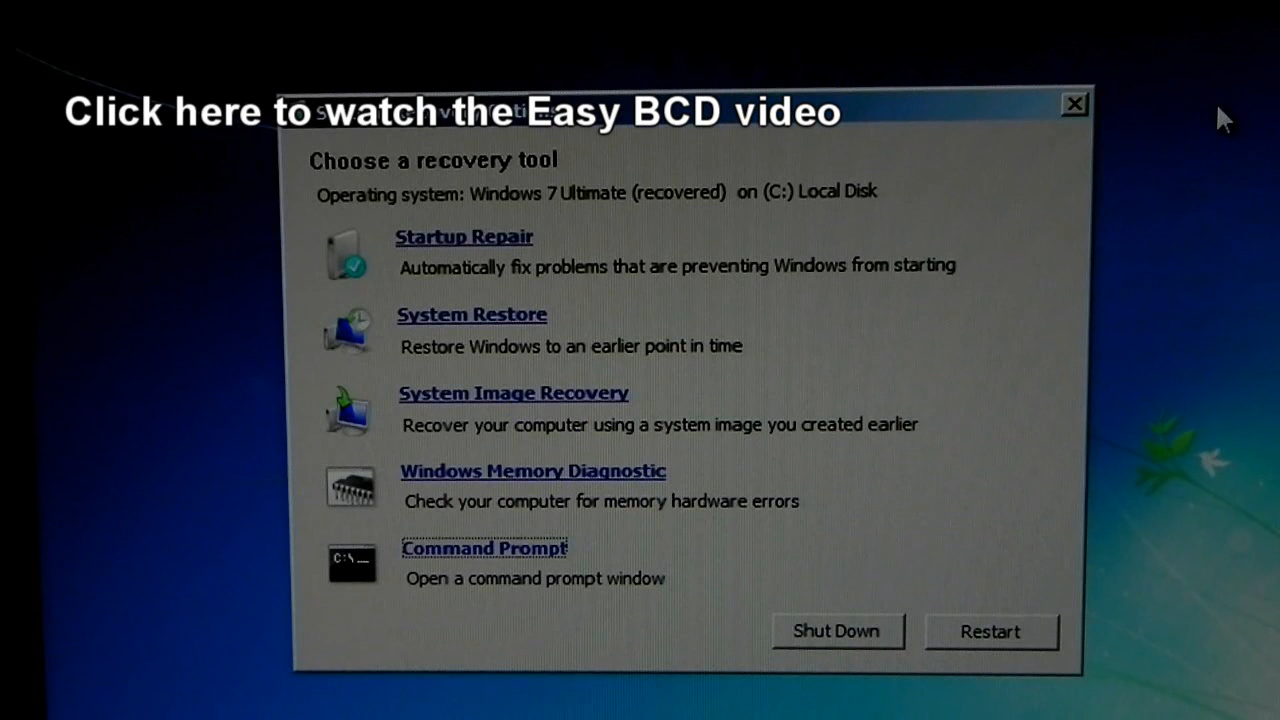 Click here to watch the Easy BCD video
Choose a recovery tool
Operating system: Windows 7 Ultimate (recovered) on (C:) Local Disk
Startup Repair
Automatically fix problems that are preventing Windows from starting
System Restore
Restore Windows to an earlier point in time
System Image Recovery
Recover your computer using a system image you created earlier
Windows Memory Diagnostic
Check your computer for memory hardware errors
C:\
Command Prompt
Open a command prompt window
Shut Down
Restart